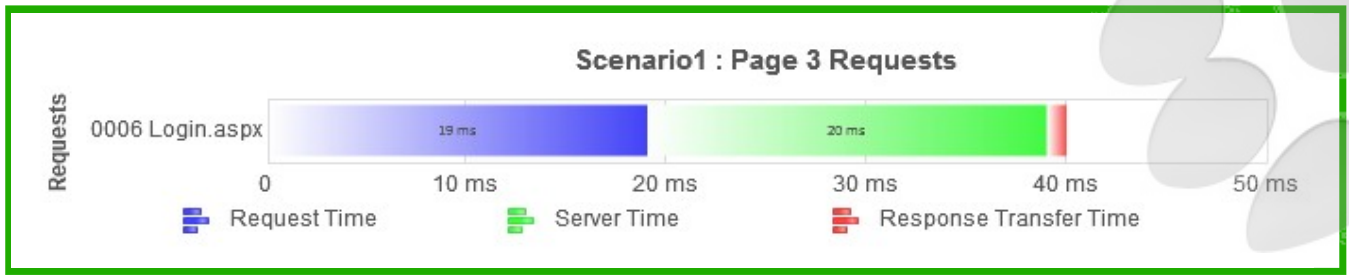 Scenario1 : Page 3 Requests
Requests
0006 Login.aspx
19 ms
20 ms
0
10 ms
20 ms
30 ms
40 ms
50 ms
Request Time
Server Time
Response Transfer Time